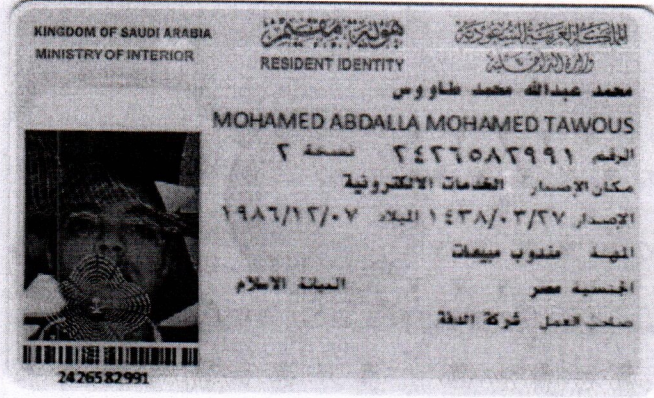 KINGDOM OF SAUDI ARABIA
MINISTRY OF INTERIOR
هوية مقيم
RESIDENT IDENTITY
المملكة العربية السعودية
وزارة الداخلية
محمد عبدالله محمد طاووس
MOHAMED ABDALLA MOHAMED TAWOUS
الرقم ٢٤٢٦٥٨٢٩٩١ نسخة ٢
مكان الإصدار الخدمات الالكترونية
الإصدار ١٤٣٨/٠٣/٢٧ الميلاد ١٩٨٦/١٢/٠٧
المهنة مندوب مبيعات
الجنسية مصر الديانة الاسلام
صاحب العمل شركة الدفة
2426582991